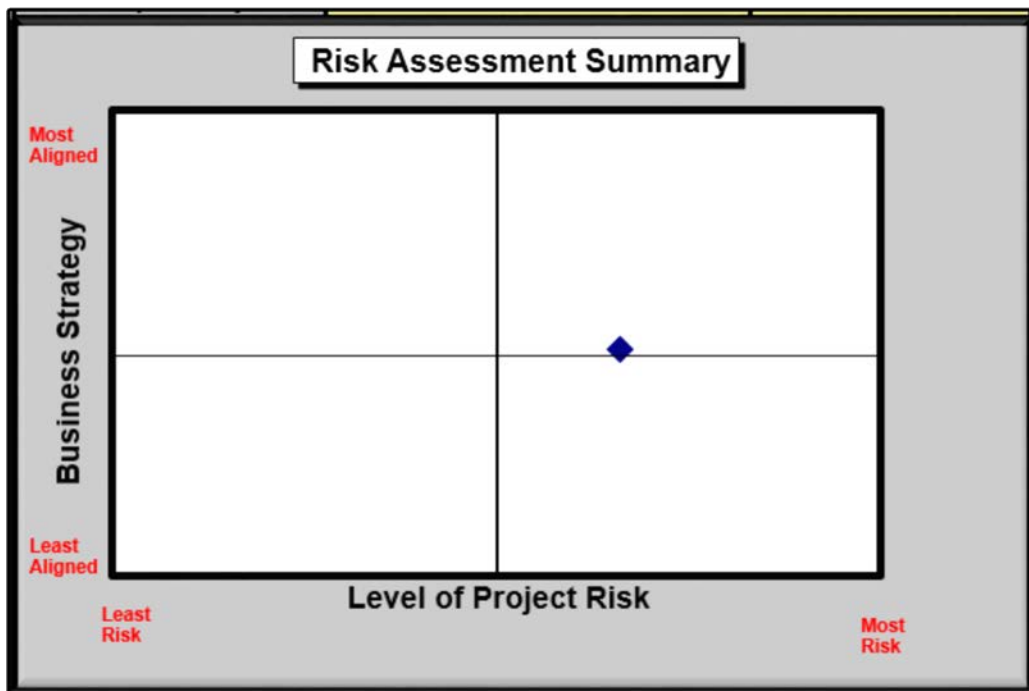 Risk Assessment Summary
Most
Aligned
Business Strategy
Least
Aligned
Level of Project Risk
Least
Risk
Most
Risk